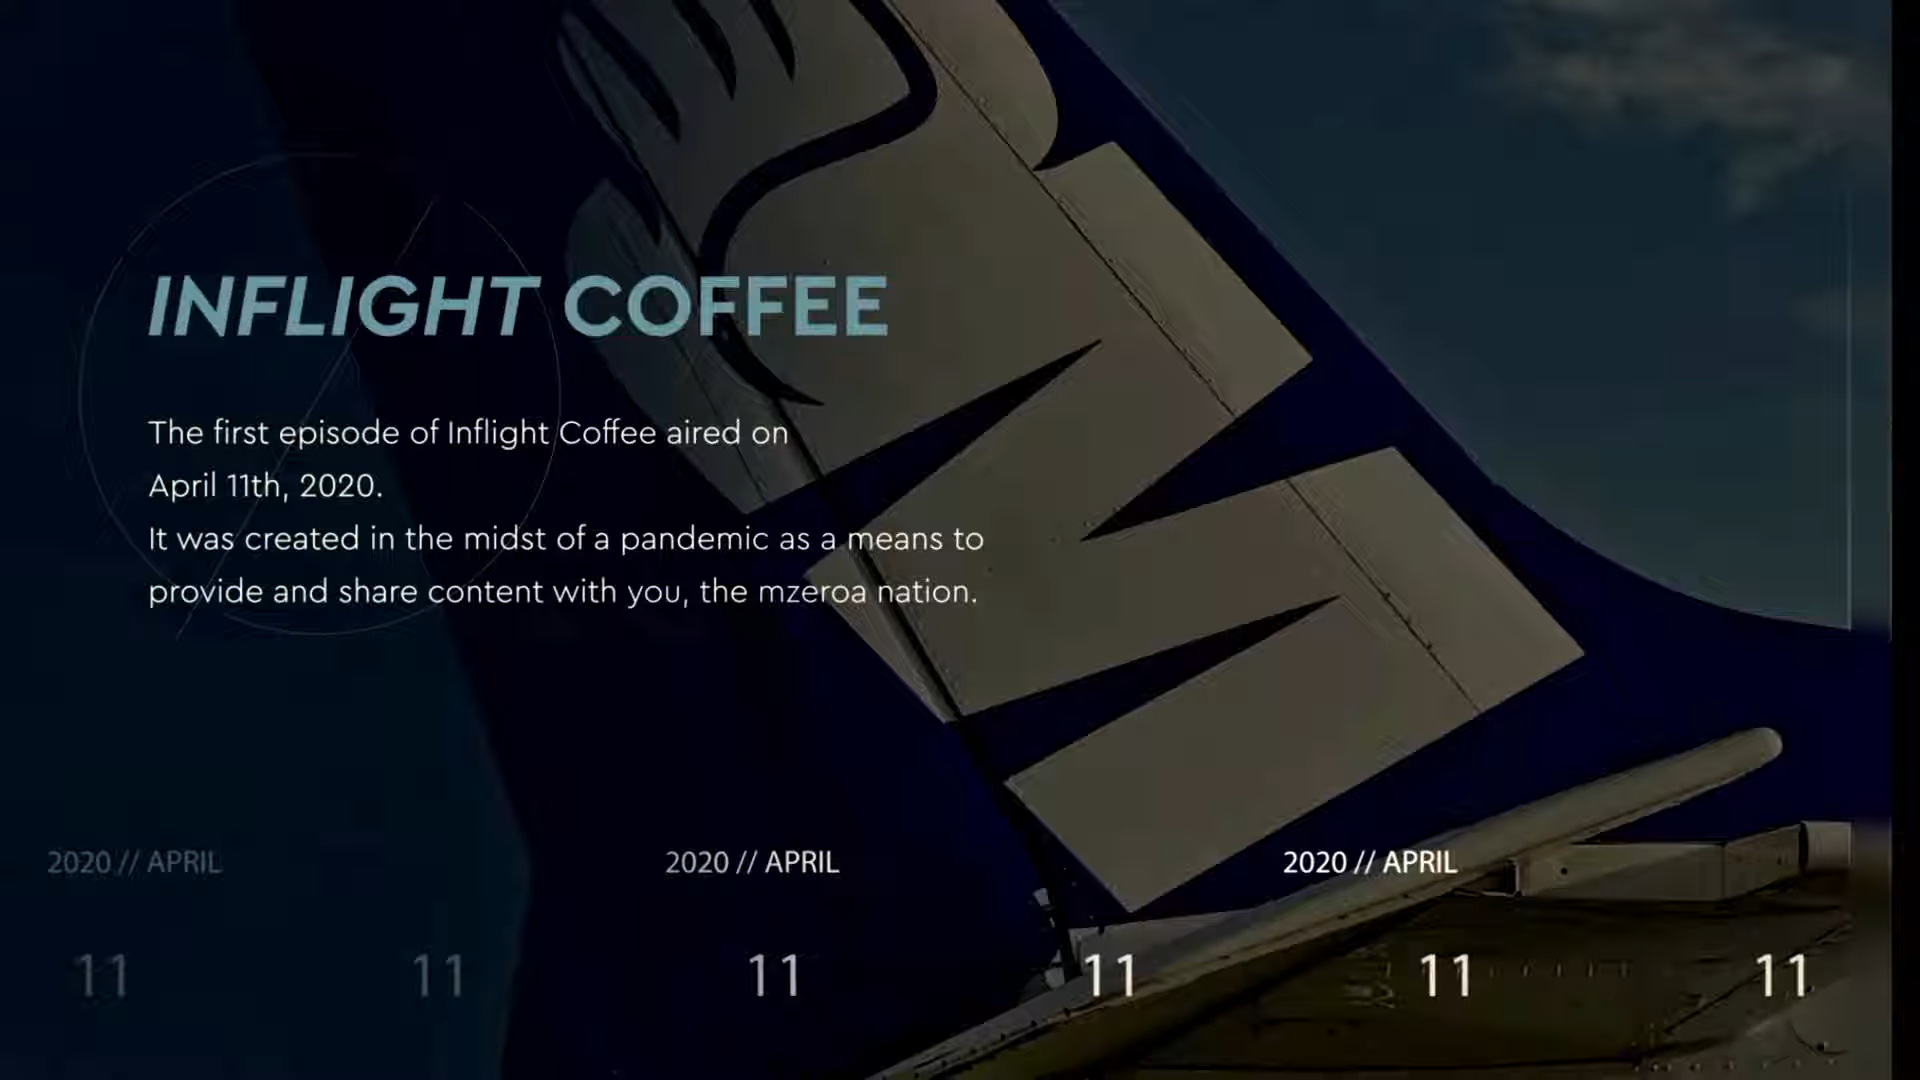 INFLIGHT COFFEE
The first episode of Inflight Coffee aired on
April 11th, 2020.
It was created in the midst of a pandemic as a means to
provide and share content with you, the mzeroa nation.
2020 // APRIL 2020 // APRIL 2020 // APRIL
11 11 11 11 11 11